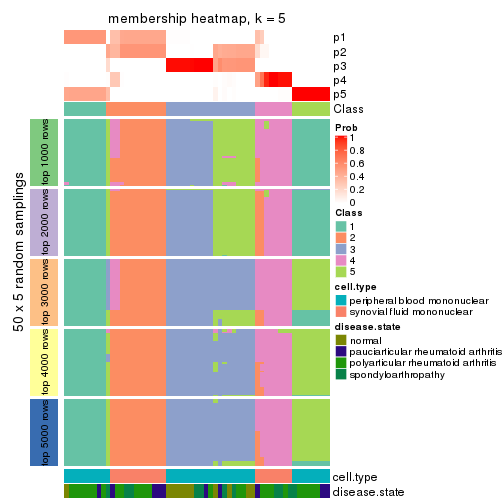 membership heatmap, k = 5
p1
p2
p3
p4
p5
Class
50 x 5 random samplings
top 1000 rows
top 2000 rows
top 3000 rows
top 4000 rows
top 5000 rows
Prob
1
0.8
0.6
0.4
0.2
0
Class
1
2
3
4
5
cell.type
peripheral blood mononuclear
synovial fluid mononuclear
disease.state
normal
pauciarticular rheumatoid arthritis
polyarticular rheumatoid arthritis
spondyloarthropathy
cell.type
disease.state